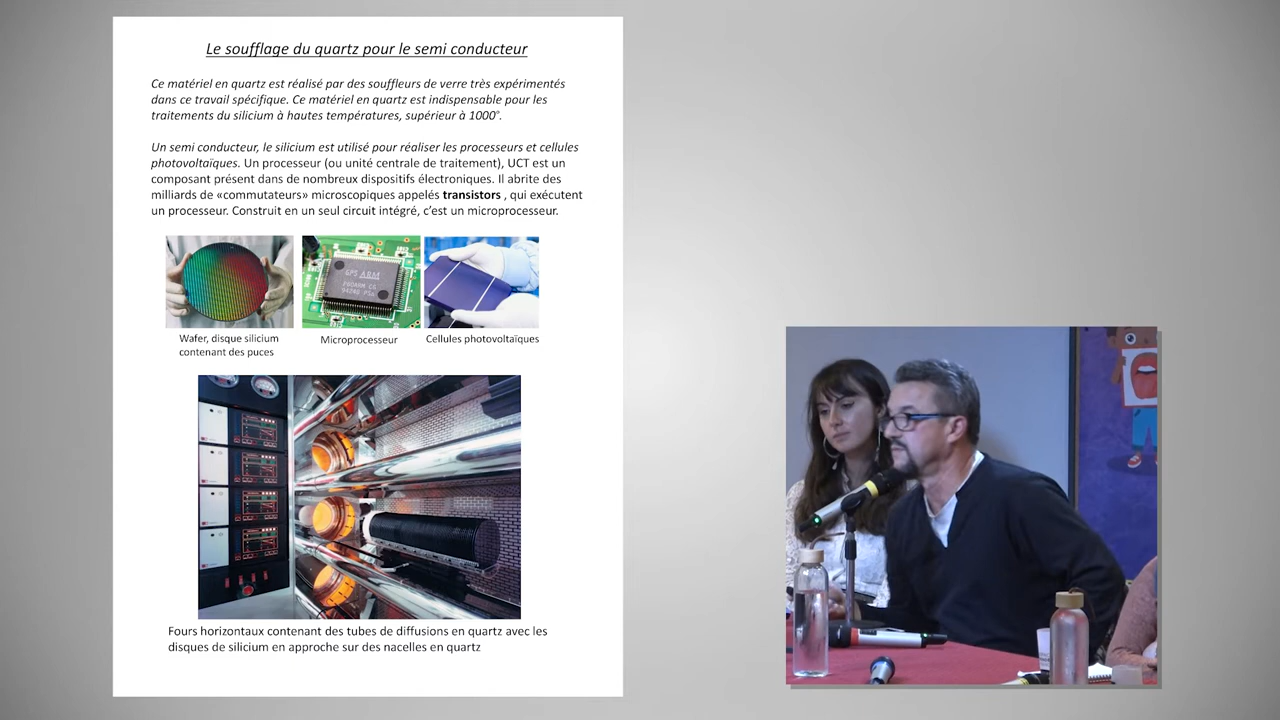 Le soufflage du quartz pour le semi conducteur
Ce matériel en quartz est réalisé par des souffleurs de verre très expérimentés
dans ce travail spécifique. Ce matériel en quartz est indispensable pour les
traitements du silicium à hautes températures, supérieur à 1000°.
Un semi conducteur, le silicium est utilisé pour réaliser les processeurs et cellules
photovoltaïques. Un processeur (ou unité centrale de traitement), UCT est un
composant présent dans de nombreux dispositifs électroniques. Il abrite des
milliards de «commutateurs» microscopiques appelés transistors , qui exécutent
un processeur. Construit en un seul circuit intégré, c’est un microprocesseur.
GPS ARM
Wafer, disque silicium
contenant des puces
Microprocesseur
Cellules photovoltaïques
Fours horizontaux contenant des tubes de diffusions en quartz avec les
disques de silicium en approche sur des nacelles en quartz